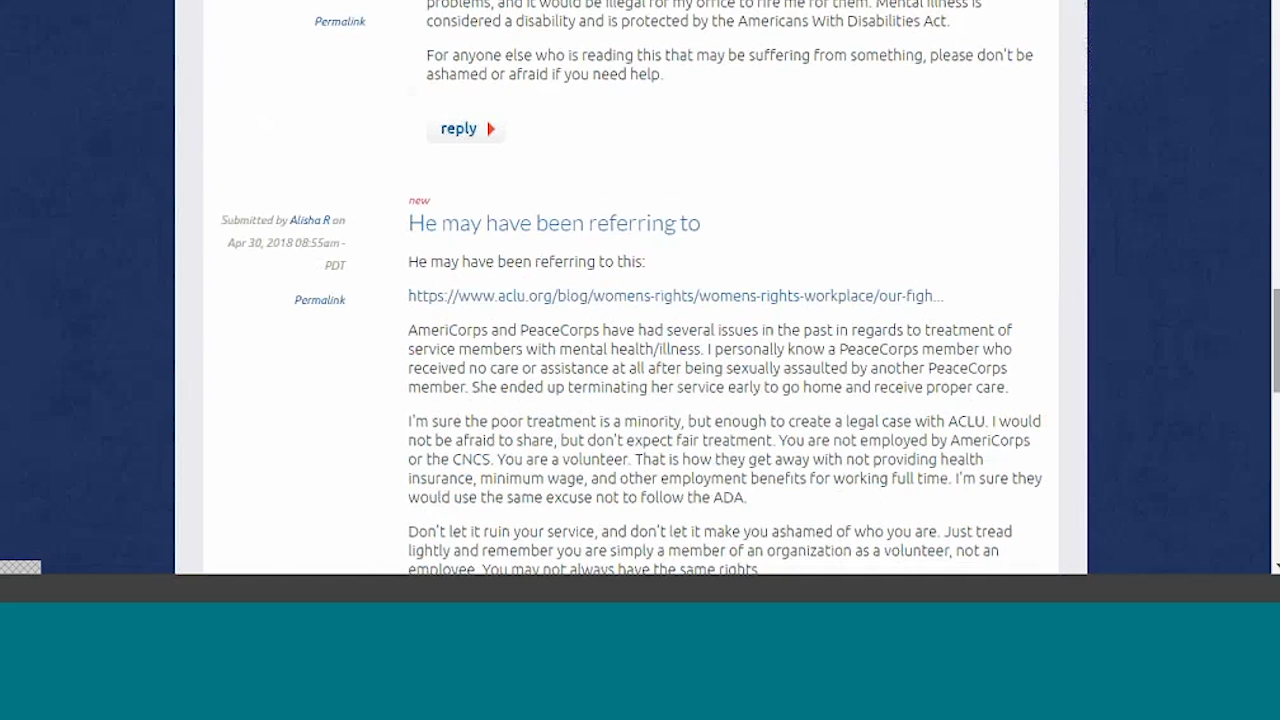 problems, and it would be illegal for my office to fire me for them. Mental illness is
Permalink
considered a disability and is protected by the Americans With Disabilities Act.
For anyone else who is reading this that may be suffering from something, please don't be
ashamed or afraid if you need help.
reply
new
Submitted by Alisha R on
Apr 30, 2018 08:55am -
PDT
Permalink
He may have been referring to
He may have been referring to this:
https://www.aclu.org/blog/womens-rights/womens-rights-workplace/our-figh...
AmeriCorps and PeaceCorps have had several issues in the past in regards to treatment of
service members with mental health/illness. I personally know a PeaceCorps member who
received no care or assistance at all after being sexually assaulted by another PeaceCorps
member. She ended up terminating her service early to go home and receive proper care.
I'm sure the poor treatment is a minority, but enough to create a legal case with ACLU. I would
not be afraid to share, but don't expect fair treatment. You are not employed by AmeriCorps
or the CNCS. You are a volunteer. That is how they get away with not providing health
insurance, minimum wage, and other employment benefits for working full time. I'm sure they
would use the same excuse not to follow the ADA.
Don't let it ruin your service, and don't let it make you ashamed of who you are. Just tread
lightly and remember you are simply a member of an organization as a volunteer, not an
employee. You may not always have the same rights